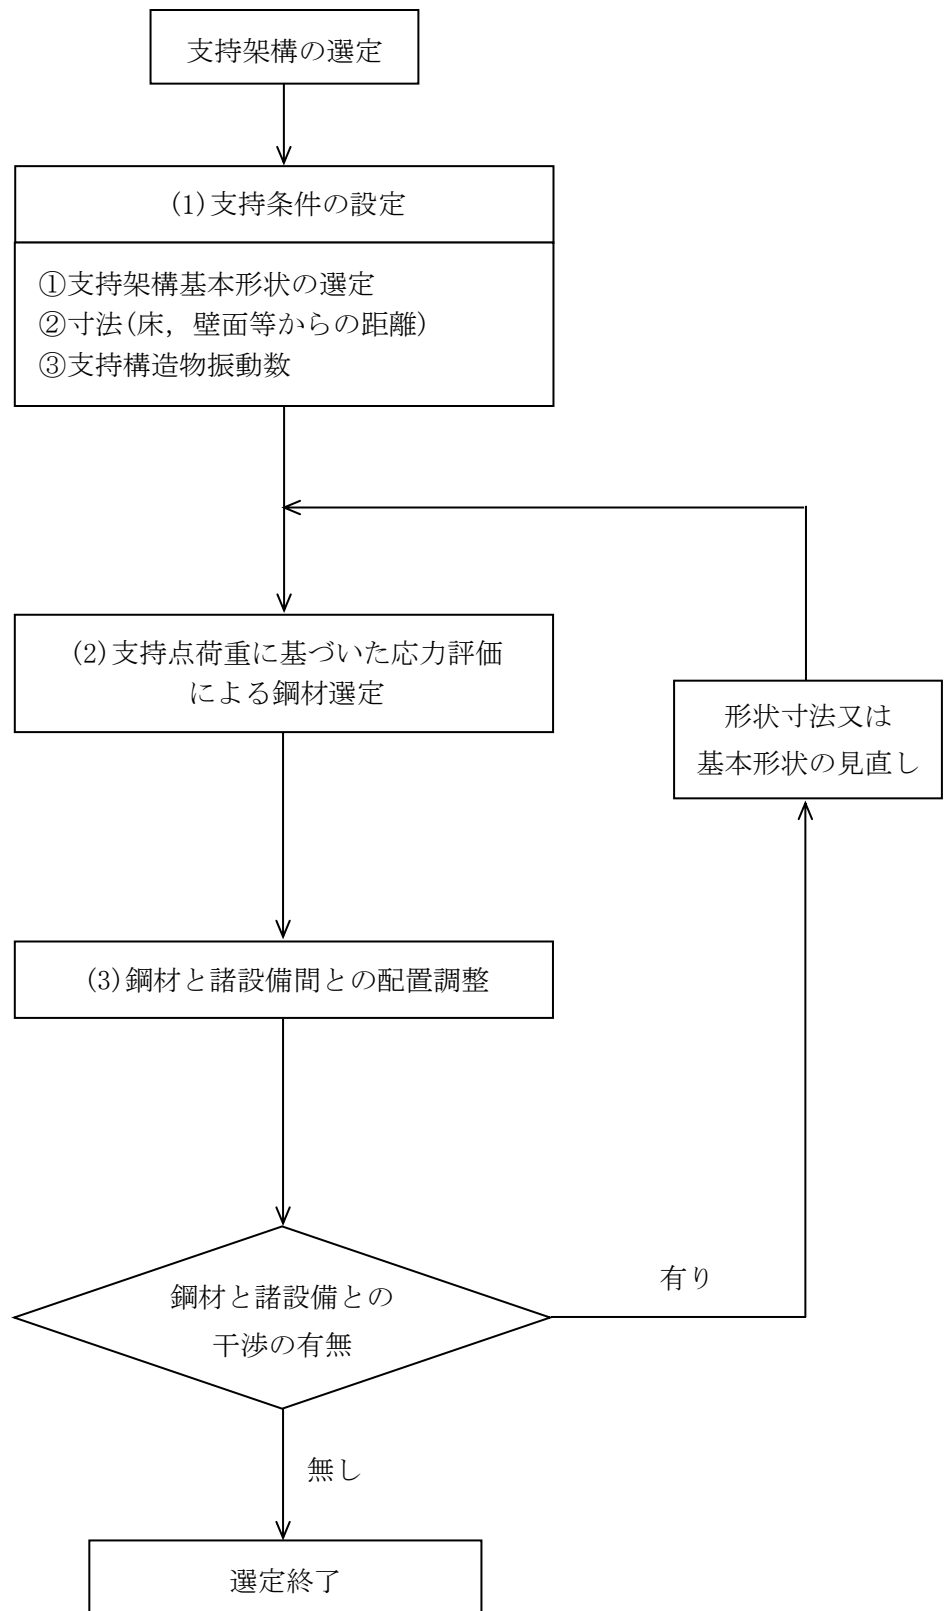 支持架構の選定
(1)支持条件の設定
①支持架構基本形状の選定
②寸法(床，壁面等からの距離)
③支持構造物振動数
(2)支持点荷重に基づいた応力評価
による鋼材選定
形状寸法又は
基本形状の見直し
(3)鋼材と諸設備間との配置調整
鋼材と諸設備との
干渉の有無
有り
無し
選定終了